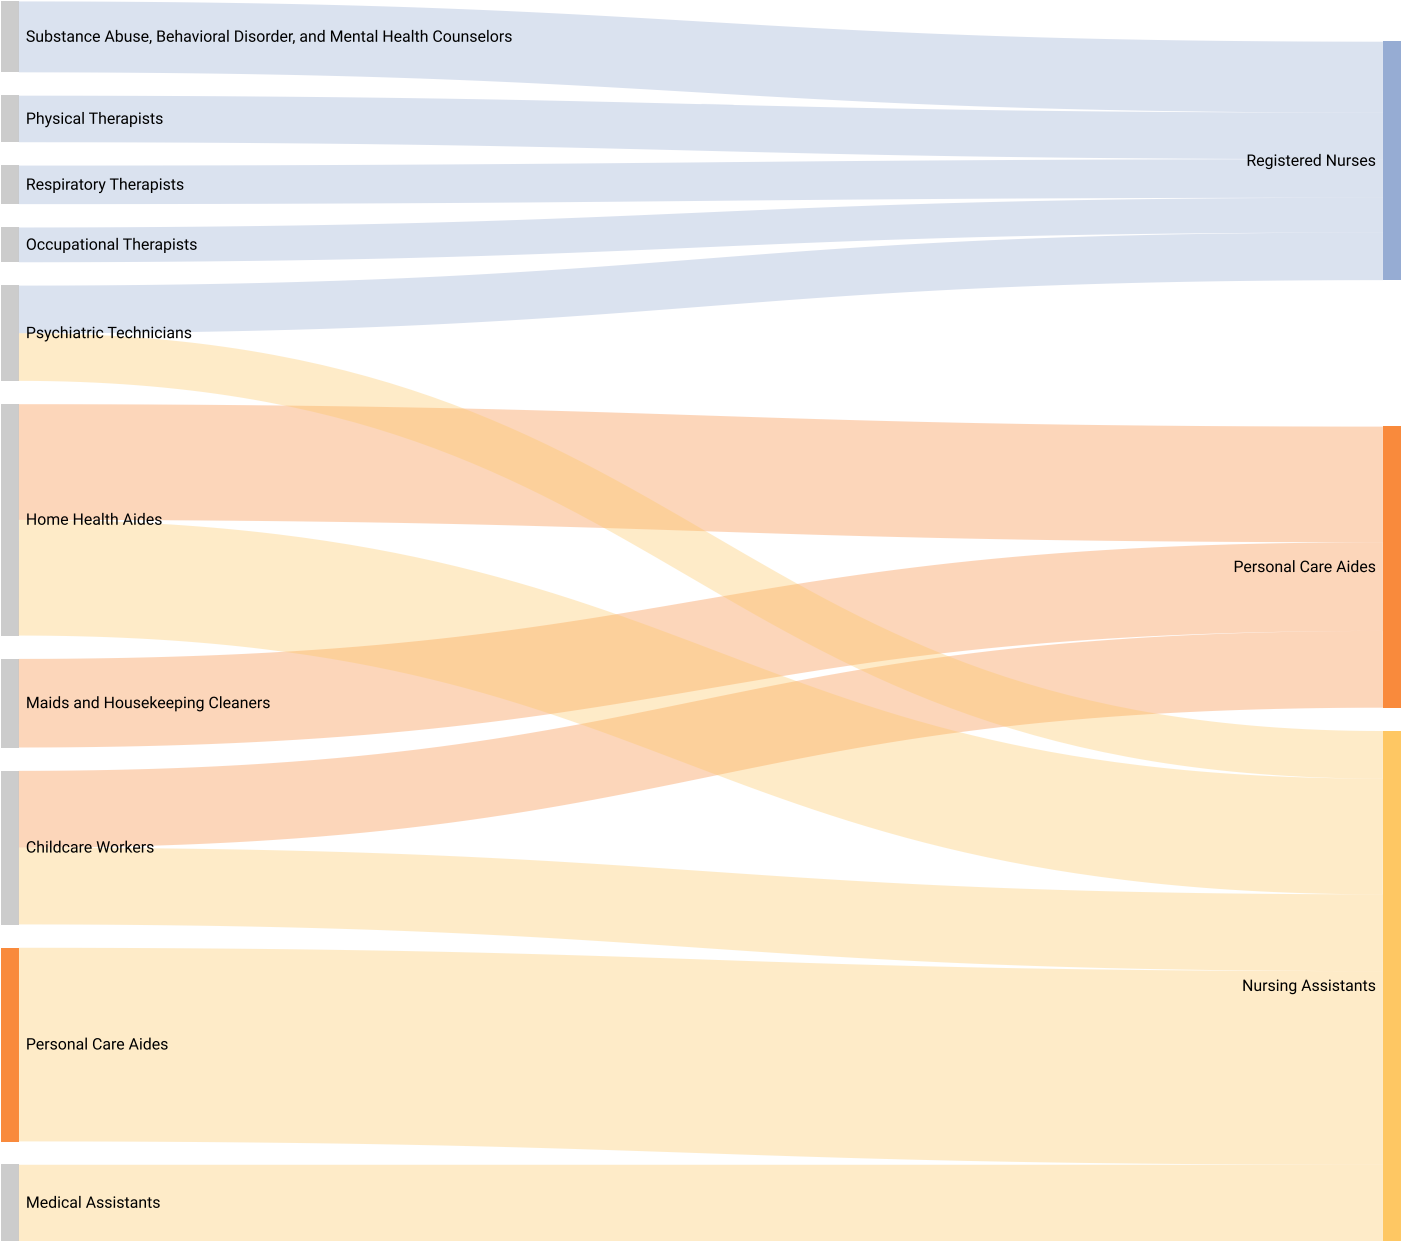 Substance Abuse, Behavioral Disorder, and Mental Health Counselors
Physical Therapists
Registered Nurses
Respiratory Therapists
Occupational Therapists
Psychiatric Technicians
Home Health Aides
Personal Care Aides
Maids and Housekeeping Cleaners
Childcare Workers
Nursing Assistants
Personal Care Aides
Medical Assistants